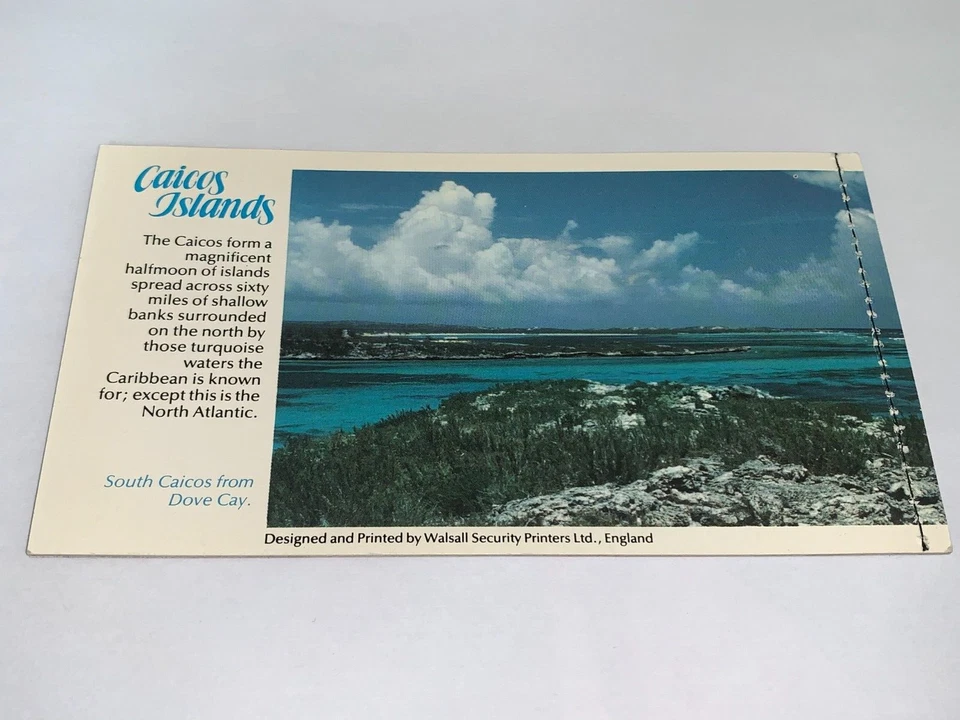 Caicos
Islands
The Caicos form a
magnificent
halfmoon of islands
spread across sixty
miles of shallow
banks surrounded
on the north by
those turquoise
waters the
Caribbean is known
for; except this is the
North Atlantic.
South Caicos from
Dove Cay.
Designed and Printed by Walsall Security Printers Ltd., England